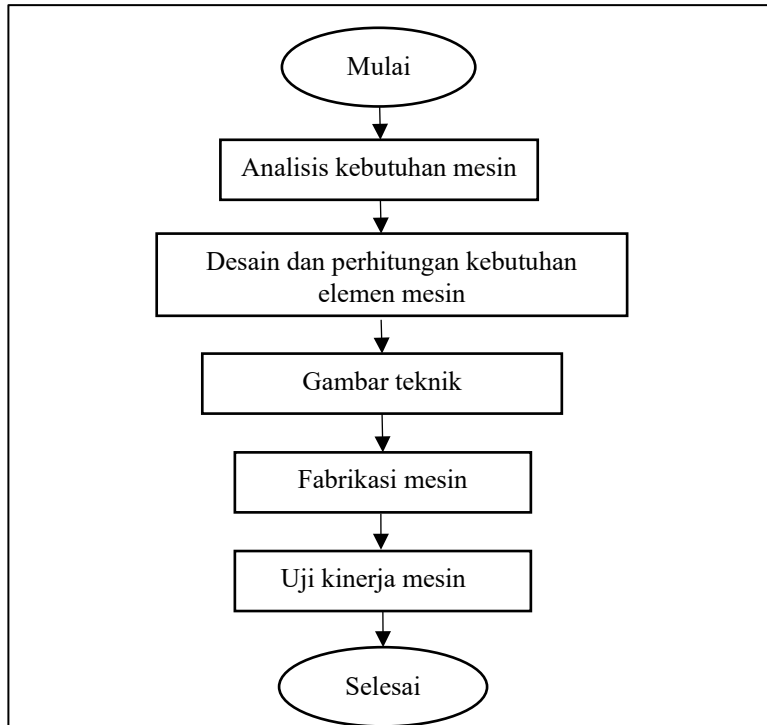 Mulai
Analisis kebutuhan mesin
Desain dan perhitungan kebutuhan
elemen mesin
Gambar teknik
Fabrikasi mesin
Uji kinerja mesin
Selesai